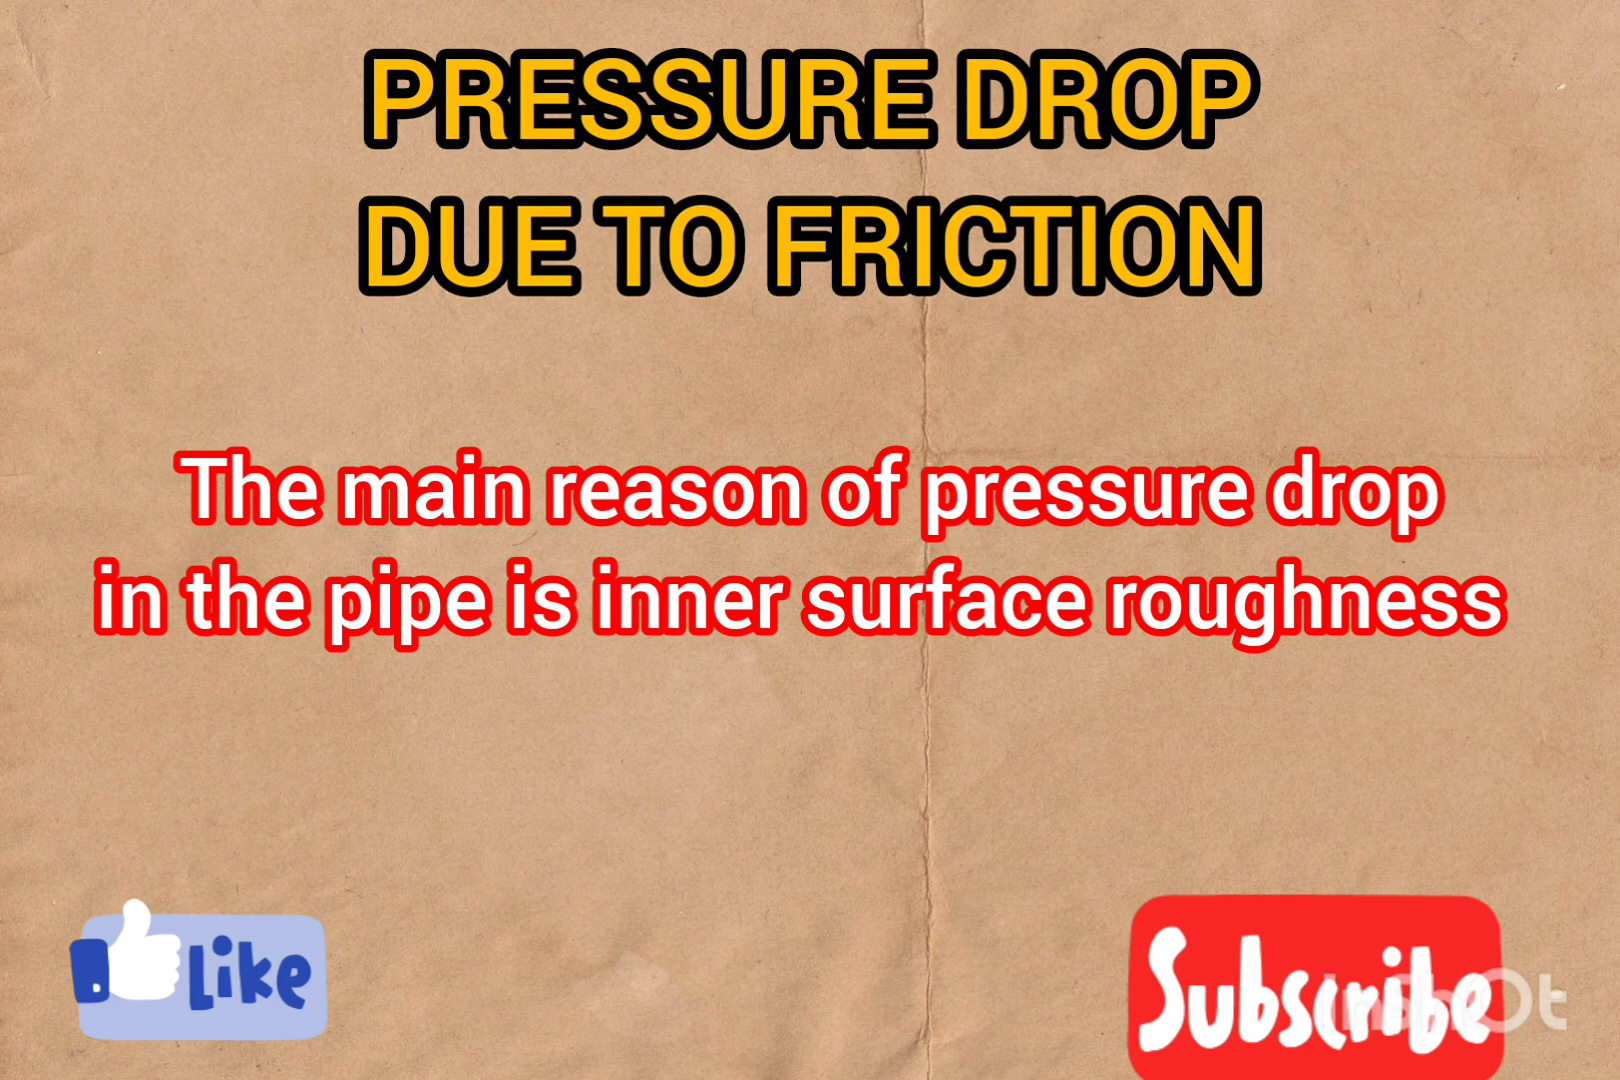 PRESSURE DROP
DUE TO FRICTION
The main reason of pressure drop
in the pipe is inner surface roughness
Like
Subscribe
InShOt